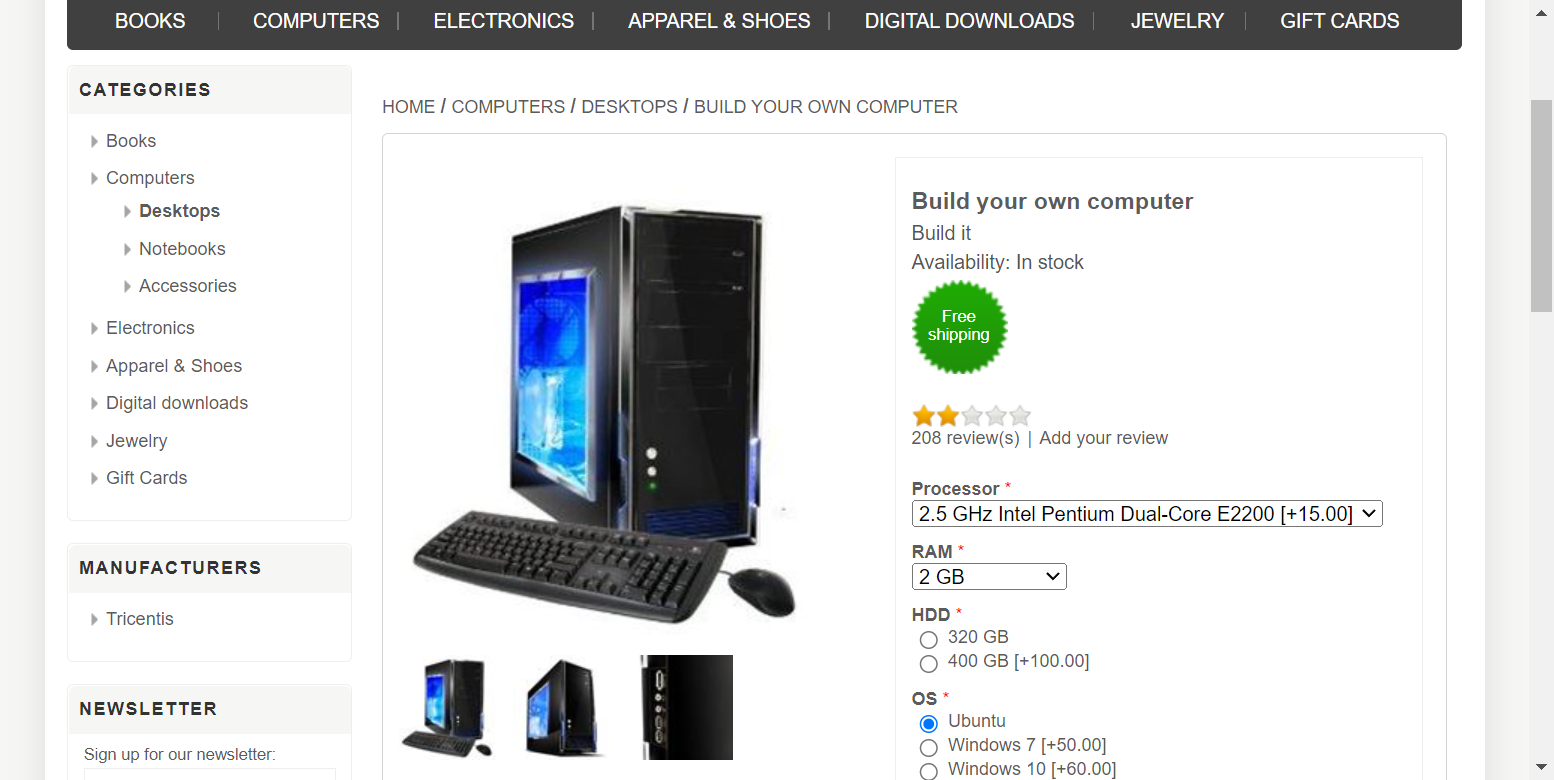 BOOKS | COMPUTERS | ELECTRONICS | APPAREL & SHOES | DIGITAL DOWNLOADS | JEWELRY | GIFT CARDS
CATEGORIES
Books
Computers
Desktops
Notebooks
Accessories
Electronics
Apparel & Shoes
Digital downloads
Jewelry
Gift Cards
MANUFACTURERS
Tricentis
NEWSLETTER
Sign up for our newsletter:
HOME / COMPUTERS / DESKTOPS / BUILD YOUR OWN COMPUTER
Build your own computer
Build it
Availability: In stock
Free
shipping
208 review(s) | Add your review
Processor *
2.5 GHz Intel Pentium Dual-Core E2200 [+15.00]
RAM *
2 GB
HDD *
320 GB
400 GB [+100.00]
OS *
Ubuntu
Windows 7 [+50.00]
Windows 10 [+60.00]